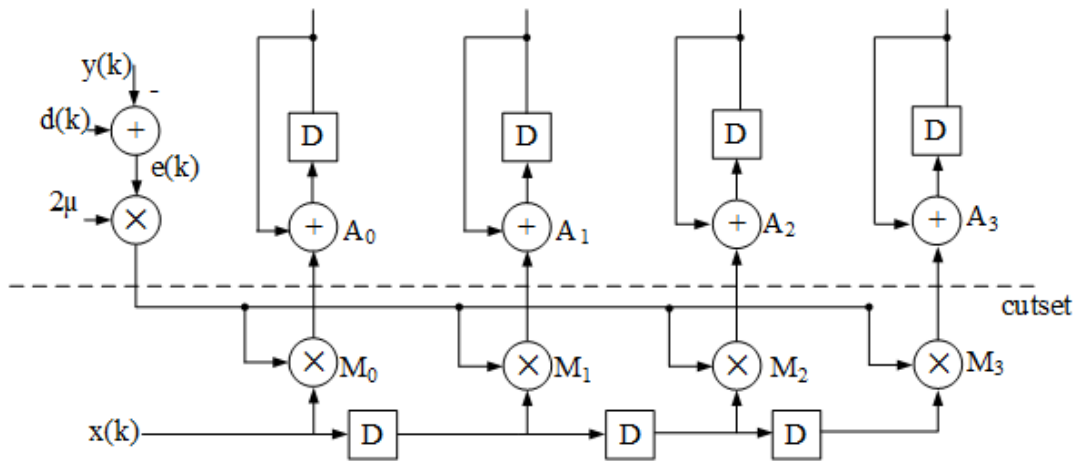 y(k)
-
d(k)
+
e(k)
2μ
×
D
D
D
D
+
A₀
+
A₁
+
A₂
+
A₃
cutset
×
M₀
×
M₁
×
M₂
×
M₃
x(k)
D
D
D